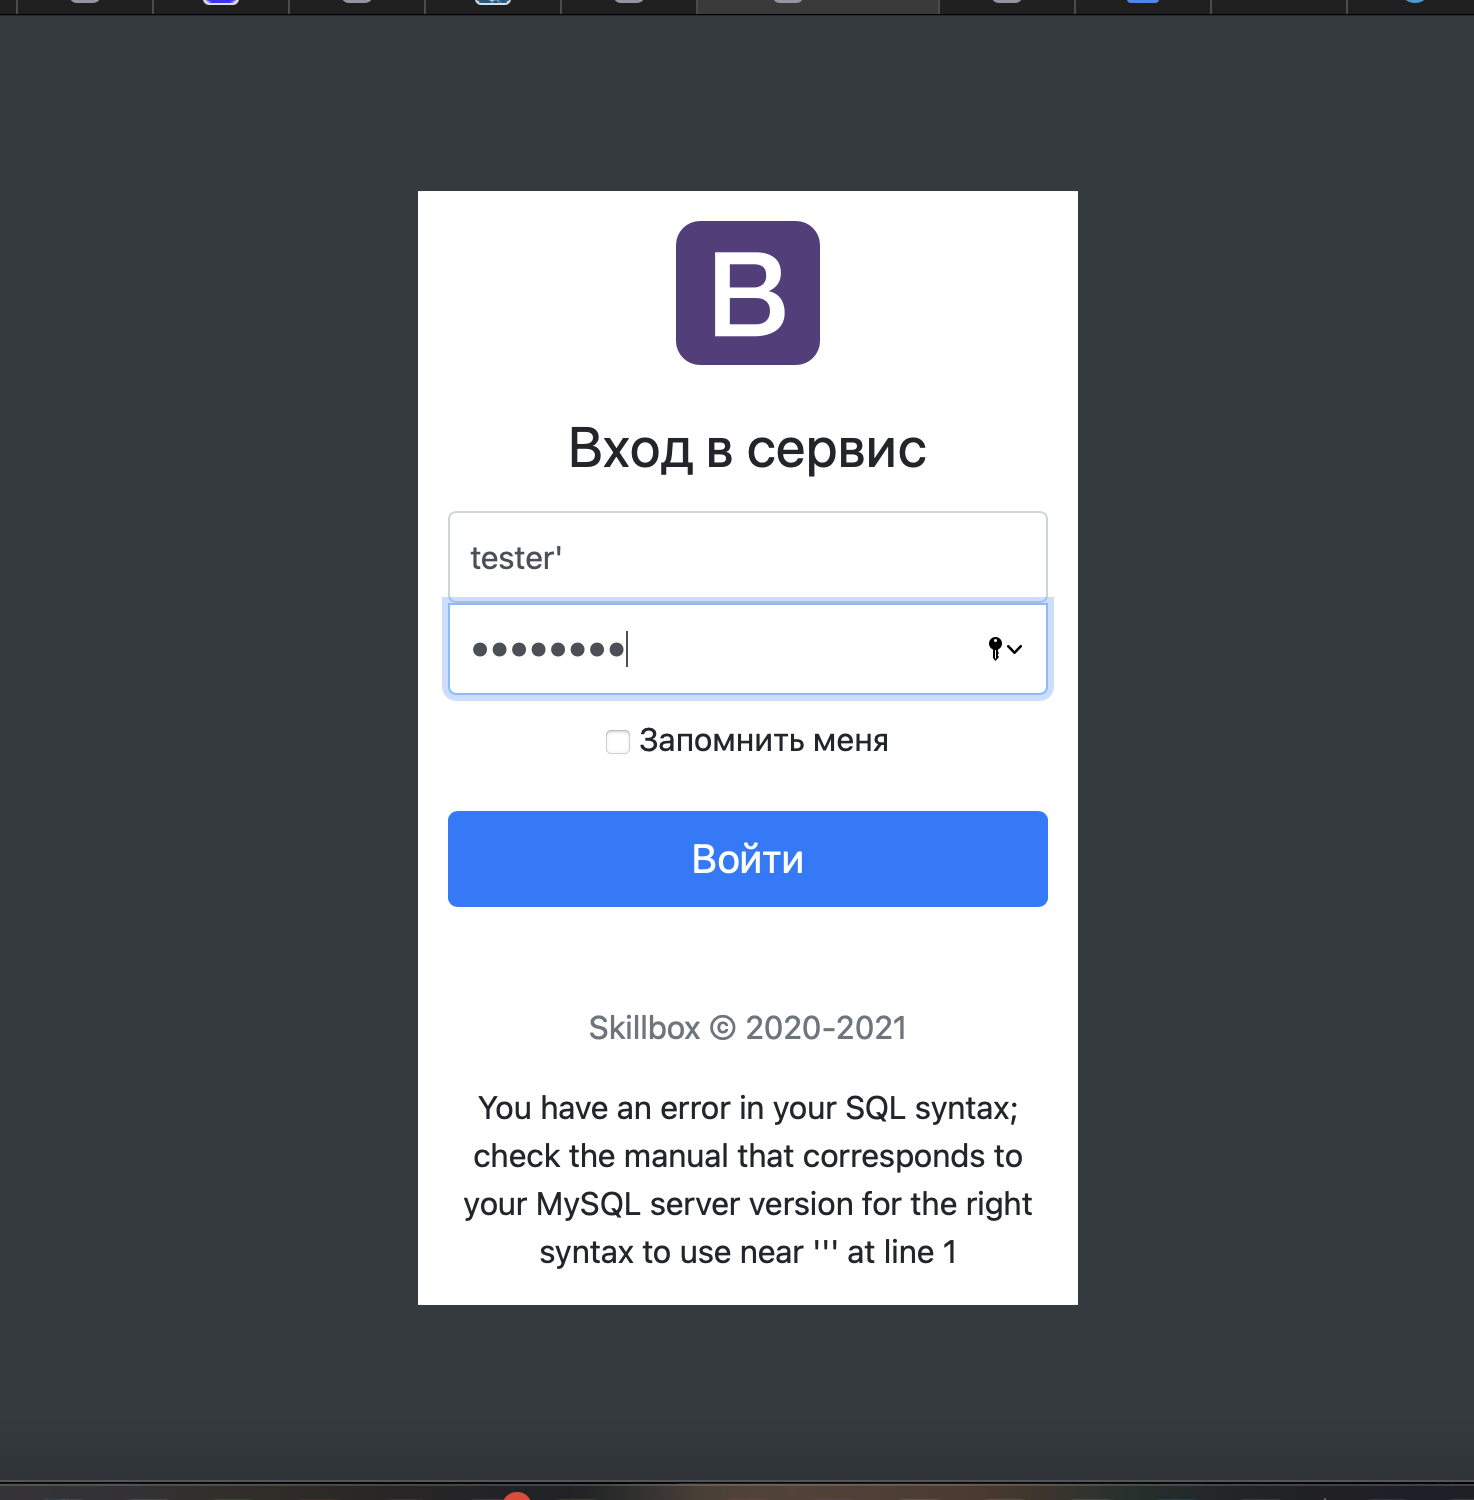 B
Вход в сервис
tester'
Запомнить меня
Войти
Skillbox © 2020-2021
You have an error in your SQL syntax;
check the manual that corresponds to
your MySQL server version for the right
syntax to use near ''' at line 1